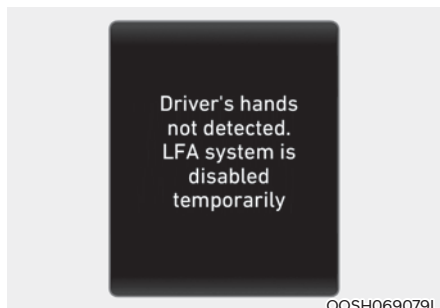 Driver's hands
not detected.
LFA system is
disabled
temporarily
OOSH069079L